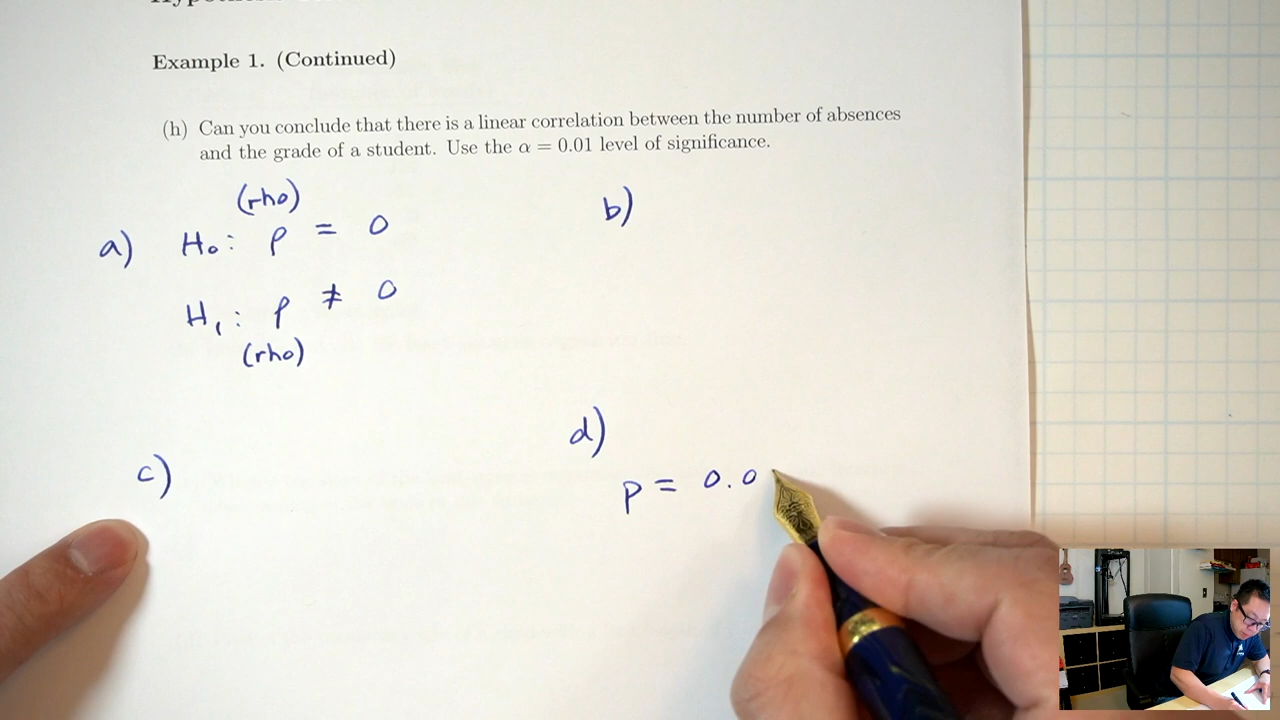 Example 1. (Continued)
(h) Can you conclude that there is a linear correlation between the number of absences
and the grade of a student. Use the α = 0.01 level of significance.
(rho)
a) H₀: ρ = 0
H₁: ρ ≠ 0
(rho)
b)
c)
d)
p = 0.0